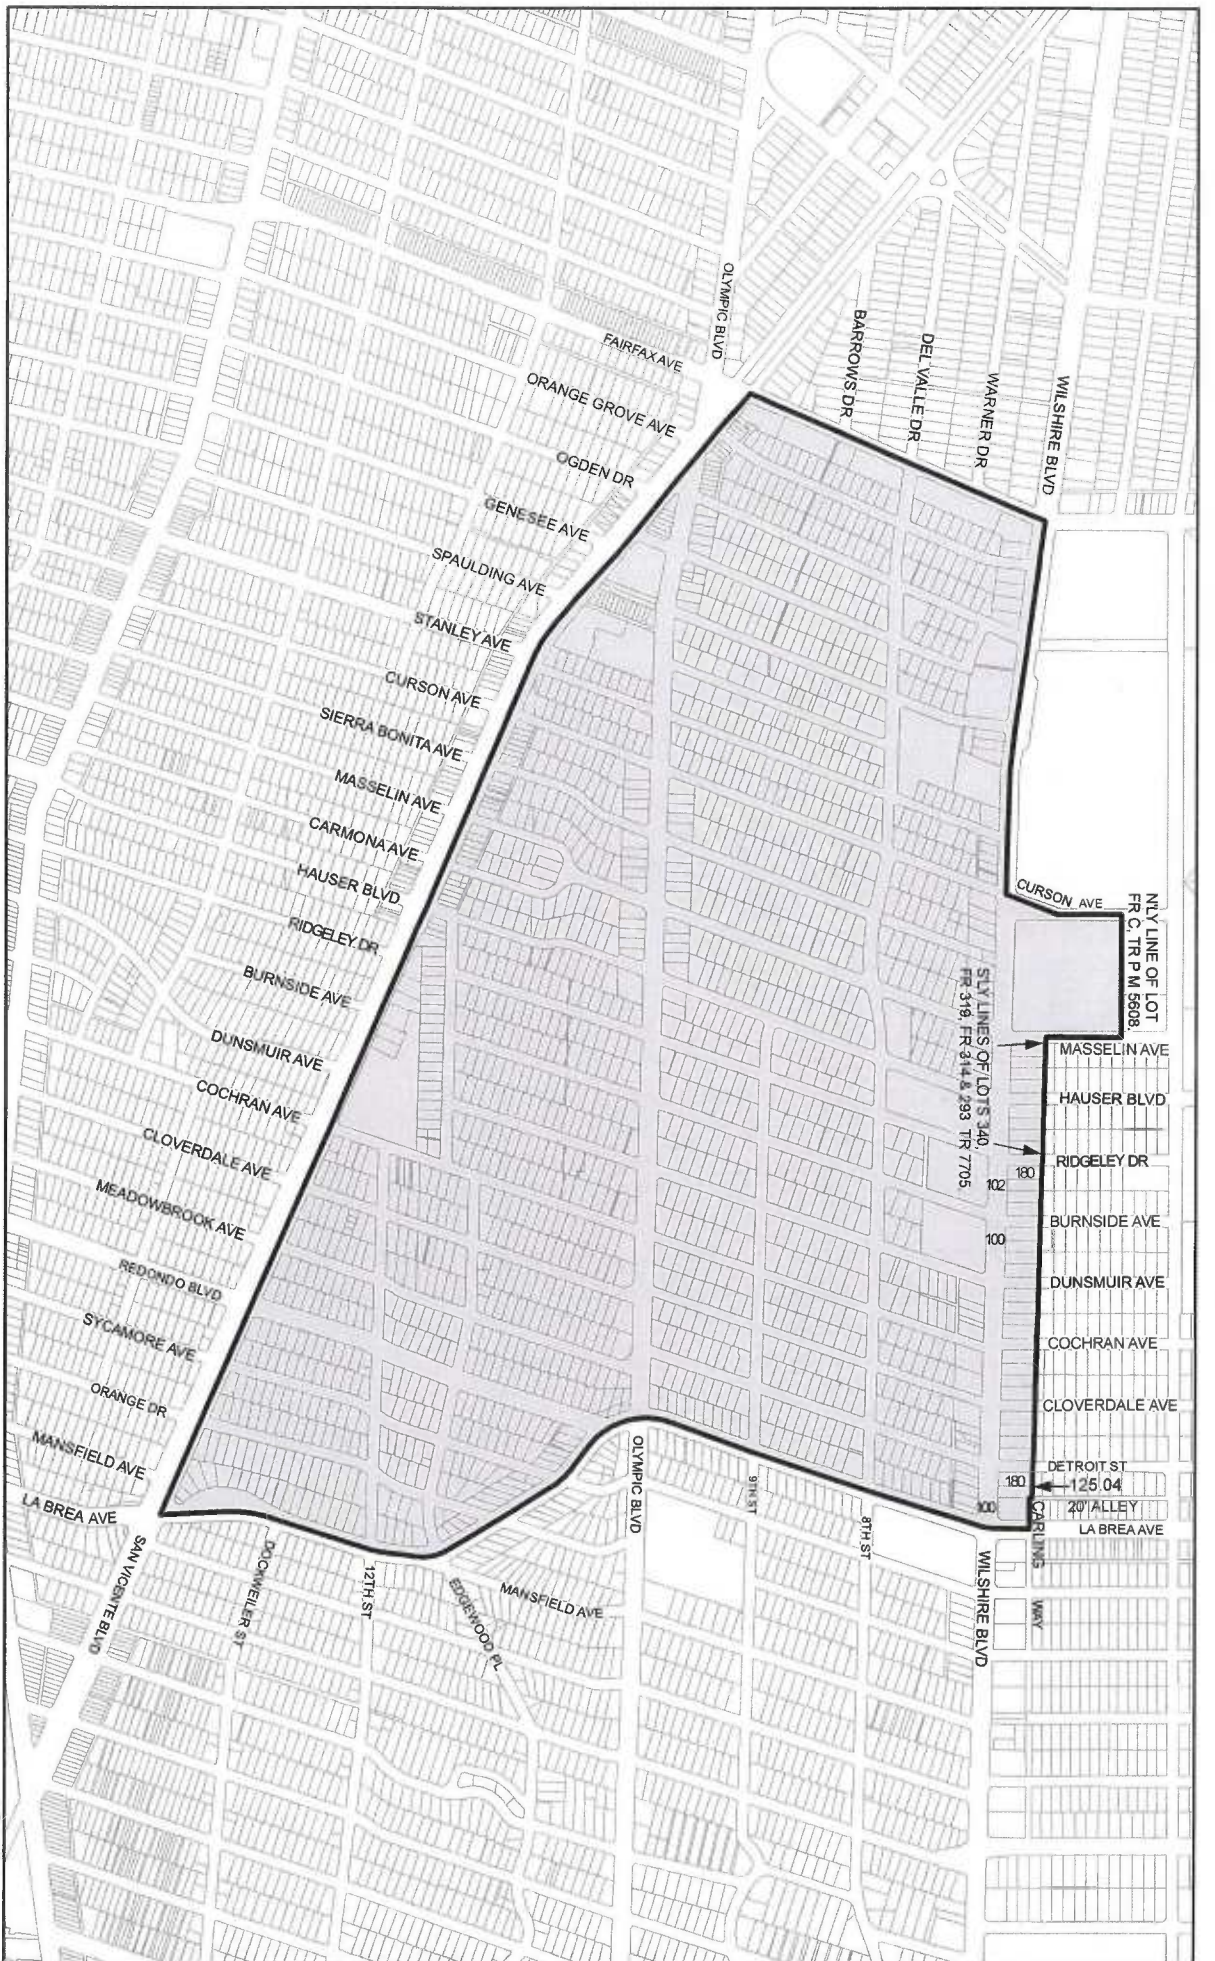 OLYMPIC BLVD
FAIRFAX AVE
ORANGE GROVE AVE
OGDEN DR
GENESEE AVE
SPAULDING AVE
STANLEY AVE
CURSON AVE
SIERRA BONITA AVE
MASSELIN AVE
CARMONA AVE
HAUSER BLVD
RIDGELEY DR
BURNSIDE AVE
DUNSMUIR AVE
COCHRAN AVE
CLOVERDALE AVE
MEADOWBROOK AVE
REDONDO BLVD
SYCAMORE AVE
ORANGE DR
MANSFIELD AVE
LA BREA AVE
SAN VICENTE BLVD
DOCKWEILER ST
12TH ST
EDGEWOOD PL
MANSFIELD AVE
OLYMPIC BLVD
9TH ST
8TH ST
WILSHIRE BLVD
BARROWS DR
DEL VALLE DR
WARNER DR
WILSHIRE BLVD
CURSON AVE
N'LY LINE OF LOT
FR C, TR P M 5608.
S'LY LINES OF LOTS 340,
FR 319, FR 314 & 293 TR 7705.
MASSELIN AVE
HAUSER BLVD
RIDGELEY DR
180
102
100
BURNSIDE AVE
DUNSMUIR AVE
COCHRAN AVE
CLOVERDALE AVE
DETROIT ST
180
125.04
100
20' ALLEY
LA BREA AVE
CARLING
WAY